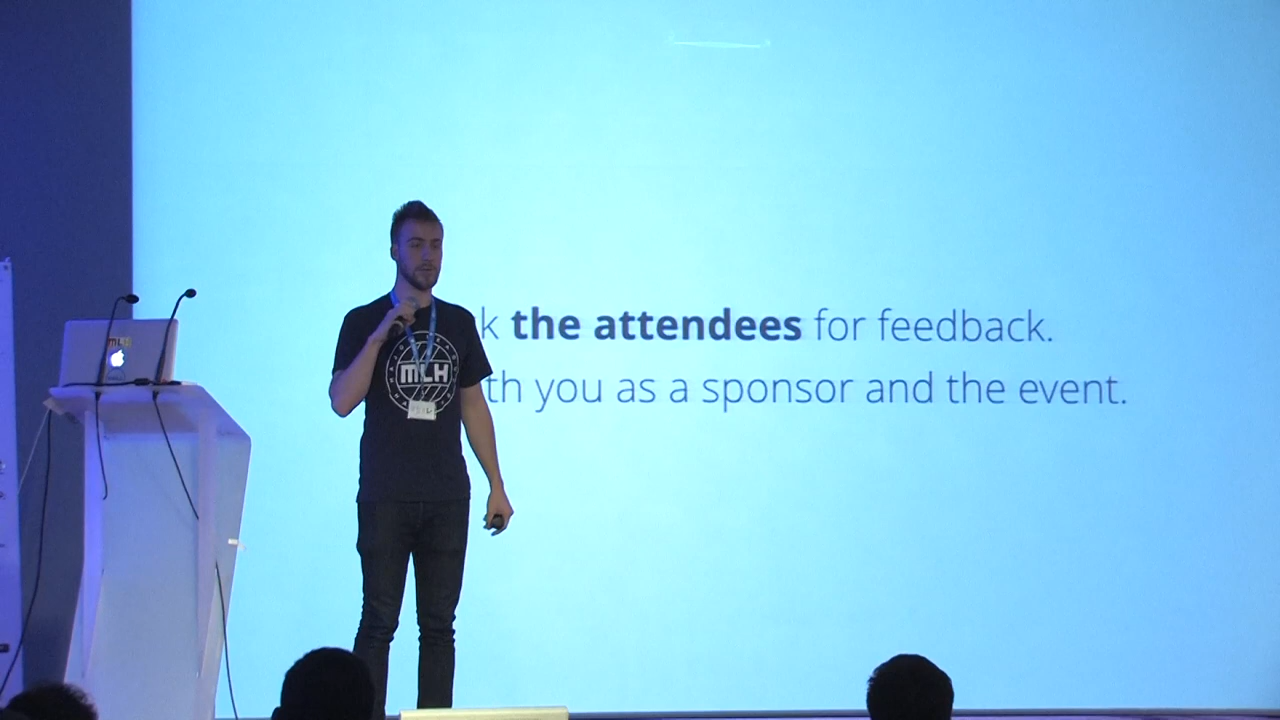 k the attendees for feedback.
th you as a sponsor and the event.
MLH